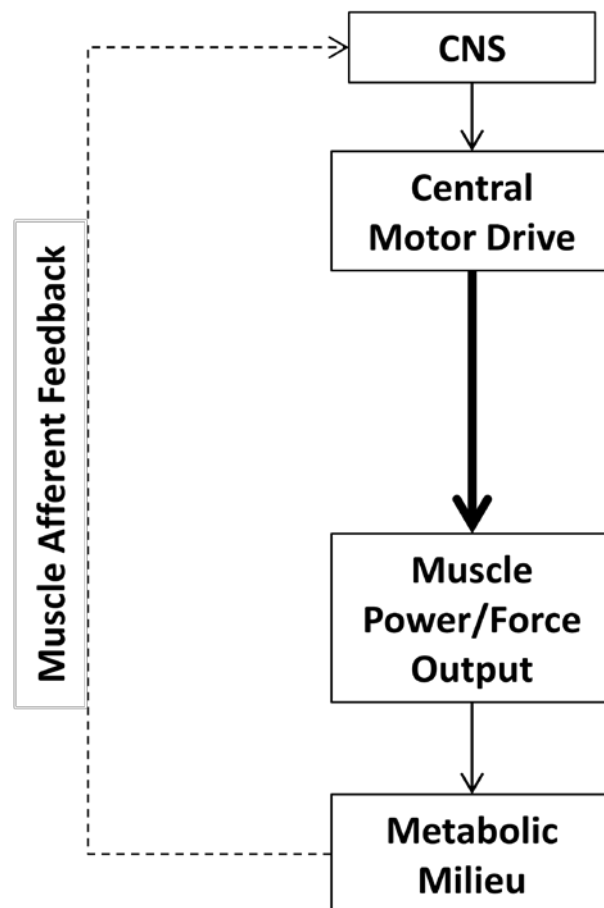 CNS
Central
Motor Drive
Muscle Afferent Feedback
Muscle
Power/Force
Output
Metabolic
Milieu